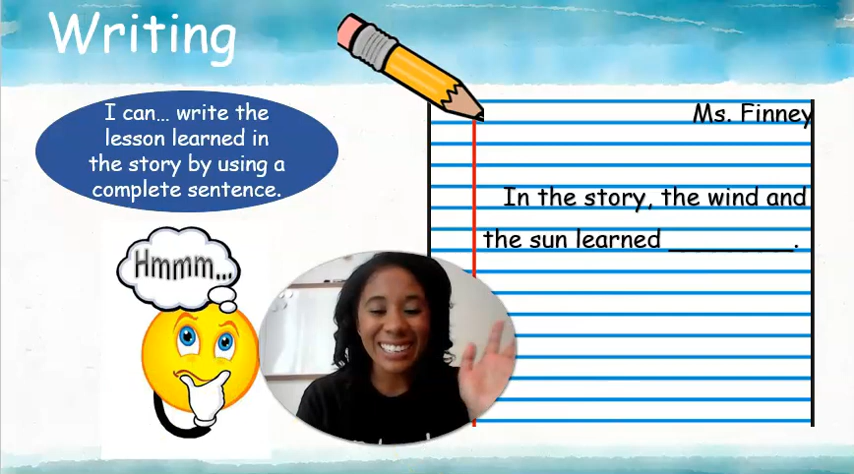 Writing
I can... write the
lesson learned in
the story by using a
complete sentence.
Hmmm...
Ms. Finney
In the story, the wind and
the sun learned __________.